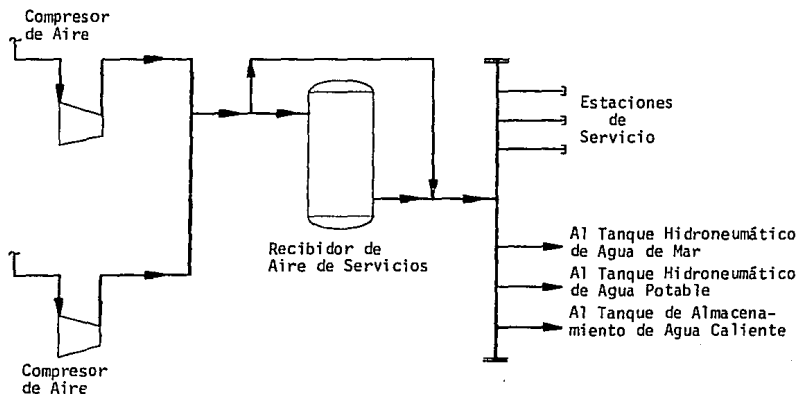 Compresor
de Aire
Estaciones
de
Servicio
Recibidor de
Aire de Servicios
Al Tanque Hidroneumático
de Agua de Mar
Al Tanque Hidroneumático
de Agua Potable
Al Tanque de Almacena-
miento de Agua Caliente
Compresor
de Aire